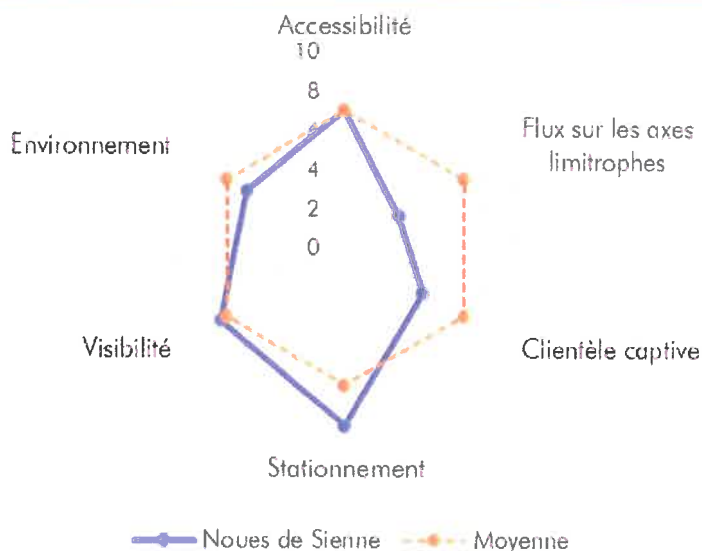 Accessibilité
10
8
6
4
2
0
Flux sur les axes
limitrophes
Clientèle captive
Stationnement
Visibilité
Environnement
Noues de Sienne
Moyenne